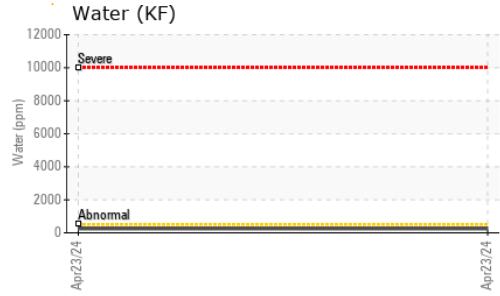 Water (KF)
12000
Severe
10000
8000
Water (ppm)
6000
4000
2000
Abnormal
0
Apr23/24
Apr23/24